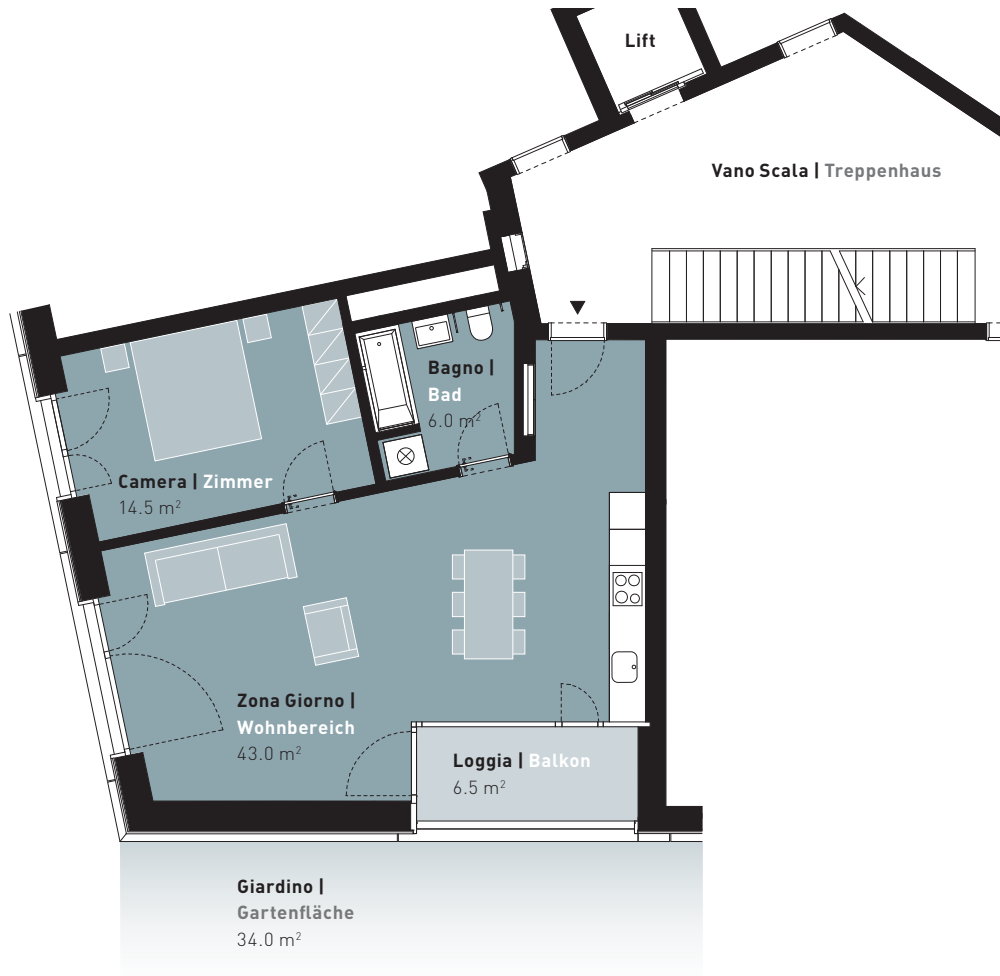 Lift
Vano Scala | Treppenhaus
Bagno |
Bad
6.0 m²
Camera | Zimmer
14.5 m²
Zona Giorno |
Wohnbereich
43.0 m²
Loggia | Balkon
6.5 m²
Giardino |
Gartenfläche
34.0 m²